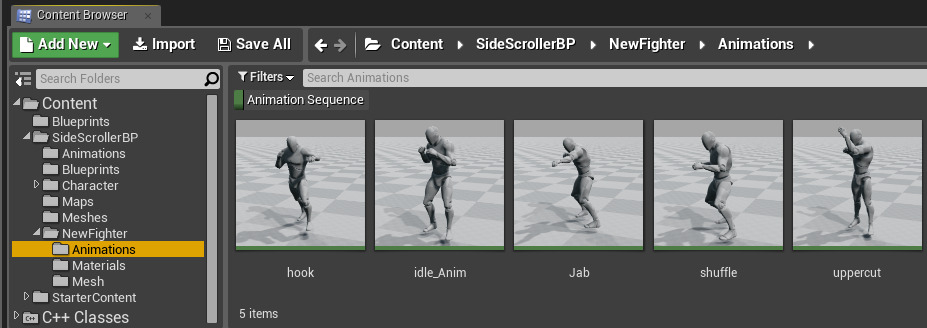 Content Browser
Add New
Import
Save All
Content
SideScrollerBP
NewFighter
Animations
Search Folders
Content
Blueprints
SideScrollerBP
Animations
Blueprints
Character
Maps
Meshes
NewFighter
Animations
Materials
Mesh
StarterContent
C++ Classes
Filters
Search Animations
Animation Sequence
hook
idle_Anim
Jab
shuffle
uppercut
5 items